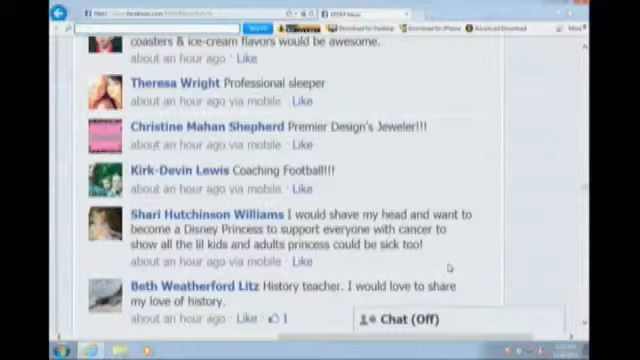 coasters & ice-cream flavors would be awesome.
about an hour ago · Like
Theresa Wright Professional sleeper
about an hour ago via mobile · Like
Christine Mahan Shepherd Premier Design's Jeweler!!!
about an hour ago via mobile · Like
Kirk-Devin Lewis Coaching Football!!!
about an hour ago via mobile · Like
Shari Hutchinson Williams I would shave my head and want to
become a Disney Princess to support everyone with cancer to
show all the lil kids and adults princess could be sick too!
about an hour ago via mobile · Like
Beth Weatherford Litz History teacher. I would love to share
my love of history.
about an hour ago · Like · 1
Chat (Off)